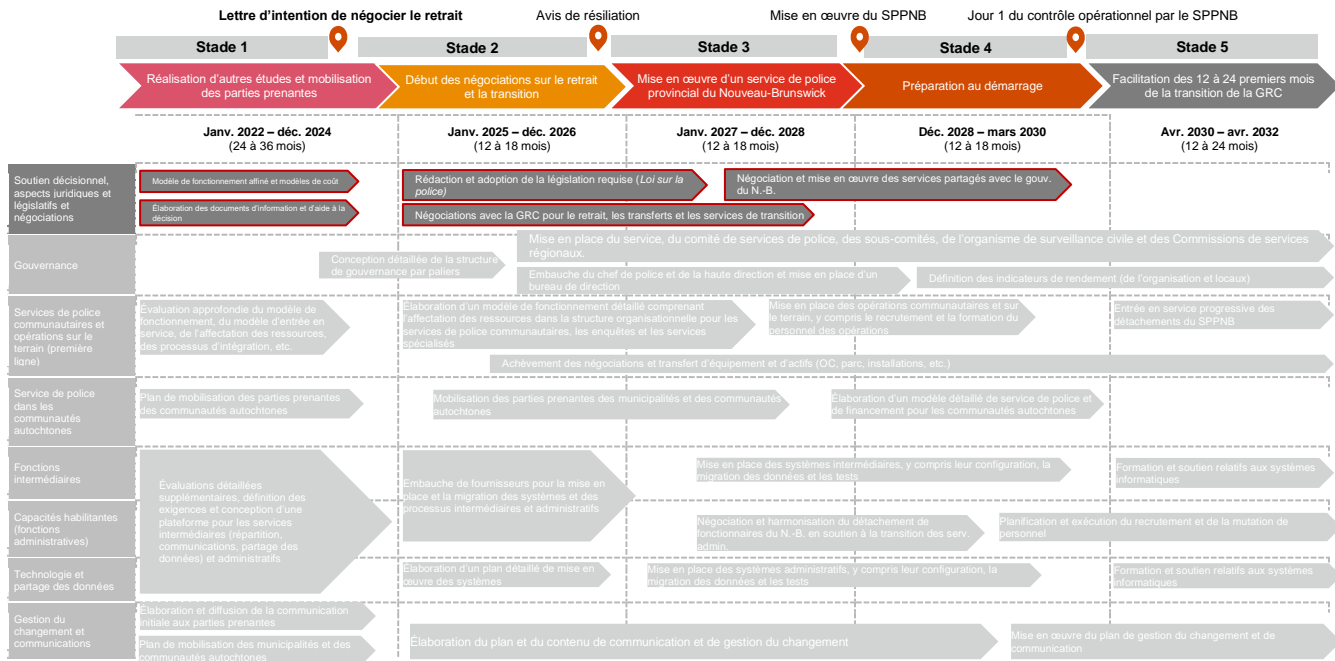 Lettre d'intention de négocier le retrait
Avis de résiliation
Mise en œuvre du SPPNB
Jour 1 du contrôle opérationnel par le SPPNB
Stade 1
Stade 2
Stade 3
Stade 4
Stade 5
Réalisation d'autres études et mobilisation
des parties prenantes
Début des négociations sur le retrait
et la transition
Mise en œuvre d'un service de police
provincial du Nouveau-Brunswick
Préparation au démarrage
Facilitation des 12 à 24 premiers mois
de la transition de la GRC
Janv. 2022 – déc. 2024
(24 à 36 mois)
Janv. 2025 – déc. 2026
(12 à 18 mois)
Janv. 2027 – déc. 2028
(12 à 18 mois)
Déc. 2028 – mars 2030
(12 à 18 mois)
Avr. 2030 – avr. 2032
(12 à 24 mois)
Soutien décisionnel,
aspects juridiques et
législatifs et
négociations
Modèle de fonctionnement affiné et modèles de coût
Élaboration des documents d'information et d'aide à la
décision
Rédaction et adoption de la législation requise (Loi sur la
police)
Négociations avec la GRC pour le retrait, les transferts et les services de transition
Négociation et mise en œuvre des services partagés avec le gouv.
du N.-B.
Gouvernance
Conception détaillée de la structure
de gouvernance par paliers
Mise en place du service, du comité de services de police, des sous-comités, de l'organisme de surveillance civile et des Commissions de services
régionaux.
Embauche du chef de police et de la haute direction et mise en place d'un
bureau de direction
Définition des indicateurs de rendement (de l'organisation et locaux)
Services de police
communautaires et
opérations sur le
terrain (première
ligne)
Évaluation approfondie du modèle de
fonctionnement, du modèle d'entrée en
service, de l'affectation des ressources,
des processus d'intégration, etc.
Élaboration d'un modèle de fonctionnement détaillé comprenant
l'affectation des ressources dans la structure organisationnelle pour les
services de police communautaires, les enquêtes et les services
spécialisés
Mise en place des opérations communautaires et sur
le terrain, y compris le recrutement et la formation du
personnel des opérations
Entrée en service progressive des
détachements du SPPNB
Achèvement des négociations et transfert d'équipement et d'actifs (OC, parc, installations, etc.)
Service de police
dans les
communautés
autochtones
Plan de mobilisation des parties prenantes
des communautés autochtones
Mobilisation des parties prenantes des municipalités et des communautés
autochtones
Élaboration d'un modèle détaillé de service de police et
de financement pour les communautés autochtones
Fonctions
intermédiaires
Évaluations détaillées
supplémentaires, définition des
exigences et conception d'une
plateforme pour les services
intermédiaires (répartition,
communications, partage des
données) et administratifs
Embauche de fournisseurs pour la mise en
place et la migration des systèmes et des
processus intermédiaires et administratifs
Mise en place des systèmes intermédiaires, y compris leur configuration, la
migration des données et les tests
Formation et soutien relatifs aux systèmes
informatiques
Capacités habilitantes
(fonctions
administratives)
Négociation et harmonisation du détachement de
fonctionnaires du N.-B. en soutien à la transition des serv.
admin.
Planification et exécution du recrutement et de la mutation de
personnel
Technologie et
partage des données
Élaboration d'un plan détaillé de mise en
œuvre des systèmes
Mise en place des systèmes administratifs, y compris leur configuration, la
migration des données et les tests
Formation et soutien relatifs aux systèmes
informatiques
Gestion du
changement et
communications
Élaboration et diffusion de la communication
initiale aux parties prenantes
Plan de mobilisation des municipalités et des
communautés autochtones
Élaboration du plan et du contenu de communication et de gestion du changement
Mise en œuvre du plan de gestion du changement et de
communication